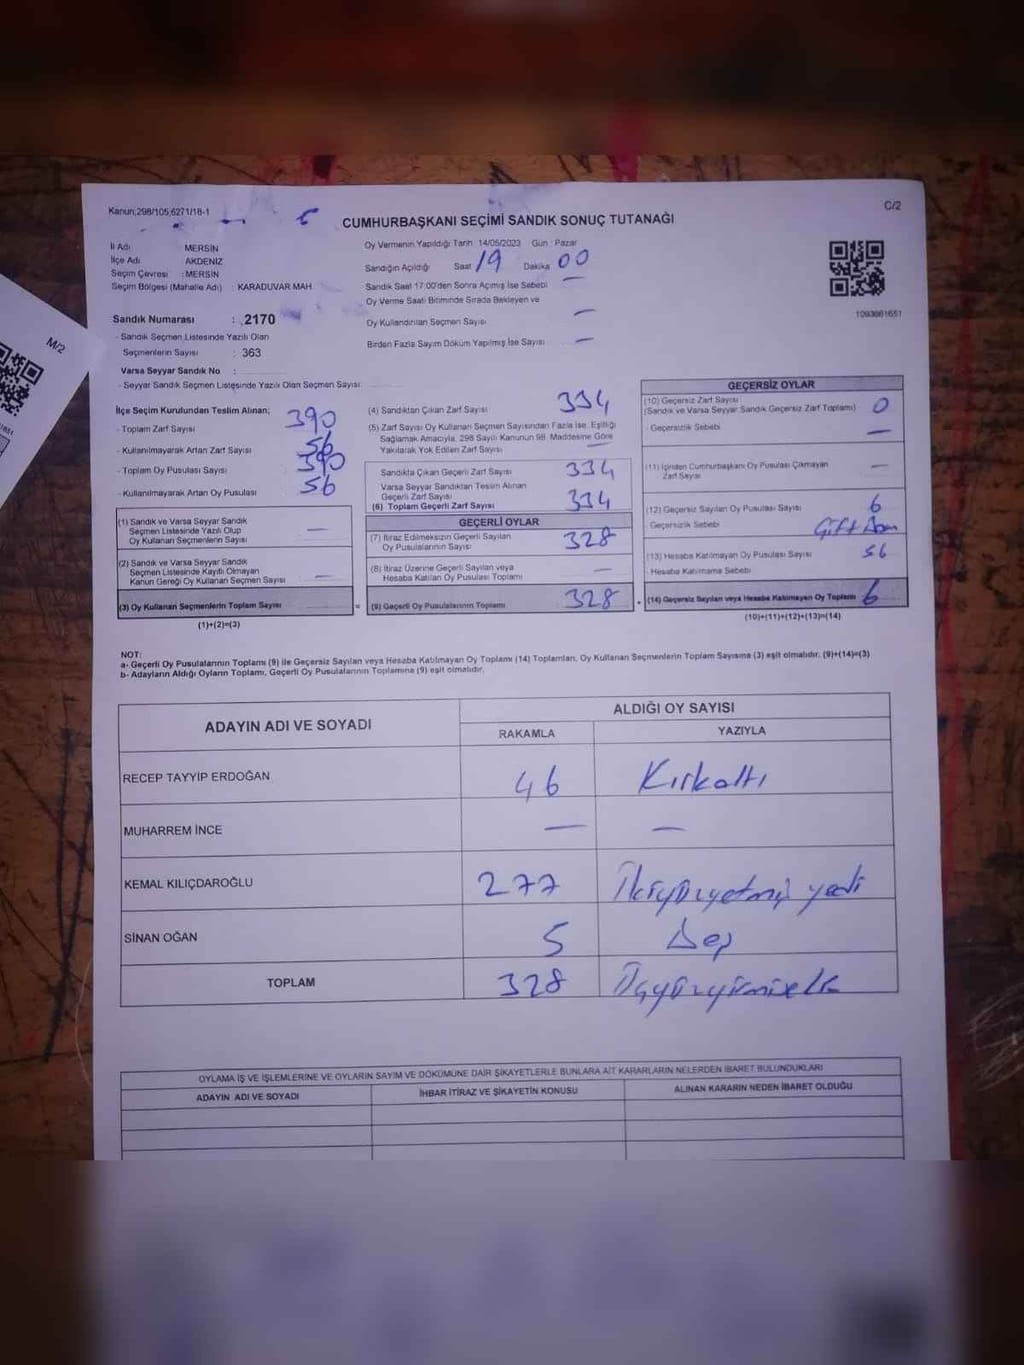 Kanun;298/105,6271/18-1
C/2
CUMHURBAŞKANI SEÇİMİ SANDIK SONUÇ TUTANAĞI
İl Adı MERSİN
İlçe Adı AKDENİZ
Seçim Çevresi : MERSİN
Seçim Bölgesi (Mahalle Adı) : KARADUVAR MAH.
Oy Vermenin Yapıldığı Tarih 14/05/2023 Gün : Pazar
Sandığın Açıldığı Saat 19 Dakika 00
Sandık Saat 17:00'den Sonra Açımış İse Sebebi —
Oy Verme Saati Bitiminde Sırada Bekleyen ve
Oy Kullandırılan Seçmen Sayısı —
Birden Fazla Sayım Döküm Yapılmış İse Sayısı —
1093661651
Sandık Numarası : 2170
- Sandık Seçmen Listesinde Yazılı Olan
Seçmenlerin Sayısı : 363
Varsa Seyyar Sandık No :
- Seyyar Sandık Seçmen Listesinde Yazılı Olan Seçmen Sayısı
M/2
İlçe Seçim Kurulundan Teslim Alınan;
- Toplam Zarf Sayısı 390
- Kullanılmayarak Artan Zarf Sayısı 56
- Toplam Oy Pusulası Sayısı 390
- Kullanılmayarak Artan Oy Pusulası 56
(1) Sandık ve Varsa Seyyar Sandık
Seçmen Listesinde Yazılı Olup
Oy Kullanan Seçmenlerin Sayısı —
(2) Sandık ve Varsa Seyyar Sandık
Seçmen Listesinde Kayıtlı Olmayan
Kanun Gereği Oy Kullanan Seçmen Sayısı —
(3) Oy Kullanan Seçmenlerin Toplam Sayısı
=
(1)+(2)=(3)
(4) Sandıktan Çıkan Zarf Sayısı 334
(5) Zarf Sayısı Oy Kullanan Seçmen Sayısından Fazla İse, Eşitliği
Sağlamak Amacıyla, 298 Sayılı Kanunun 98. Maddesine Göre
Yakılarak Yok Edilen Zarf Sayısı —
Sandıkta Çıkan Geçerli Zarf Sayısı 334
Varsa Seyyar Sandıktan Teslim Alınan
Geçerli Zarf Sayısı
(6) Toplam Geçerli Zarf Sayısı 334
GEÇERLİ OYLAR
(7) İtiraz Edilmeksizin Geçerli Sayılan
Oy Pusulalarının Sayısı 328
(8) İtiraz Üzerine Geçerli Sayılan veya
Hesaba Katılan Oy Pusulası Toplamı —
(9) Geçerli Oy Pusulalarının Toplamı 328
GEÇERSİZ OYLAR
(10) Geçersiz Zarf Sayısı
(Sandık ve Varsa Seyyar Sandık Geçersiz Zarf Toplamı) 0
- Geçersizlik Sebebi —
(11) İçinden Cumhurbaşkanı Oy Pusulası Çıkmayan
Zarf Sayısı —
(12) Geçersiz Sayılan Oy Pusulası Sayısı 6
- Geçersizlik Sebebi
(13) Hesaba Katılmayan Oy Pusulası Sayısı 56
- Hesaba Katılmama Sebebi
(14) Geçersiz Sayılan veya Hesaba Katılmayan Oy Toplamı 6
(10)+(11)+(12)+(13)=(14)
NOT:
a- Geçerli Oy Pusulalarının Toplamı (9) ile Geçersiz Sayılan veya Hesaba Katılmayan Oy Toplamı (14) Toplamları, Oy Kullanan Seçmenlerin Toplam Sayısına (3) eşit olmalıdır. (9)+(14)=(3)
b- Adayların Aldığı Oyların Toplamı, Geçerli Oy Pusulalarının Toplamına (9) eşit olmalıdır.
ADAYIN ADI VE SOYADI ALDIĞI OY SAYISI
RAKAMLA YAZIYLA
RECEP TAYYİP ERDOĞAN 46 Kırkaltı
MUHARREM İNCE — —
KEMAL KILIÇDAROĞLU 277 İkiyüzyetmiş yedi
SİNAN OĞAN 5 Beş
TOPLAM 328 Üçyüzyirmisekiz
OYLAMA İŞ VE İŞLEMLERİNE VE OYLARIN SAYIM VE DÖKÜMÜNE DAİR ŞİKAYETLERLE BUNLARA AİT KARARLARIN NELERDEN İBARET BULUNDUKLARI
ADAYIN ADI VE SOYADI İHBAR İTİRAZ VE ŞİKAYETİN KONUSU ALINAN KARARIN NEDEN İBARET OLDUĞU